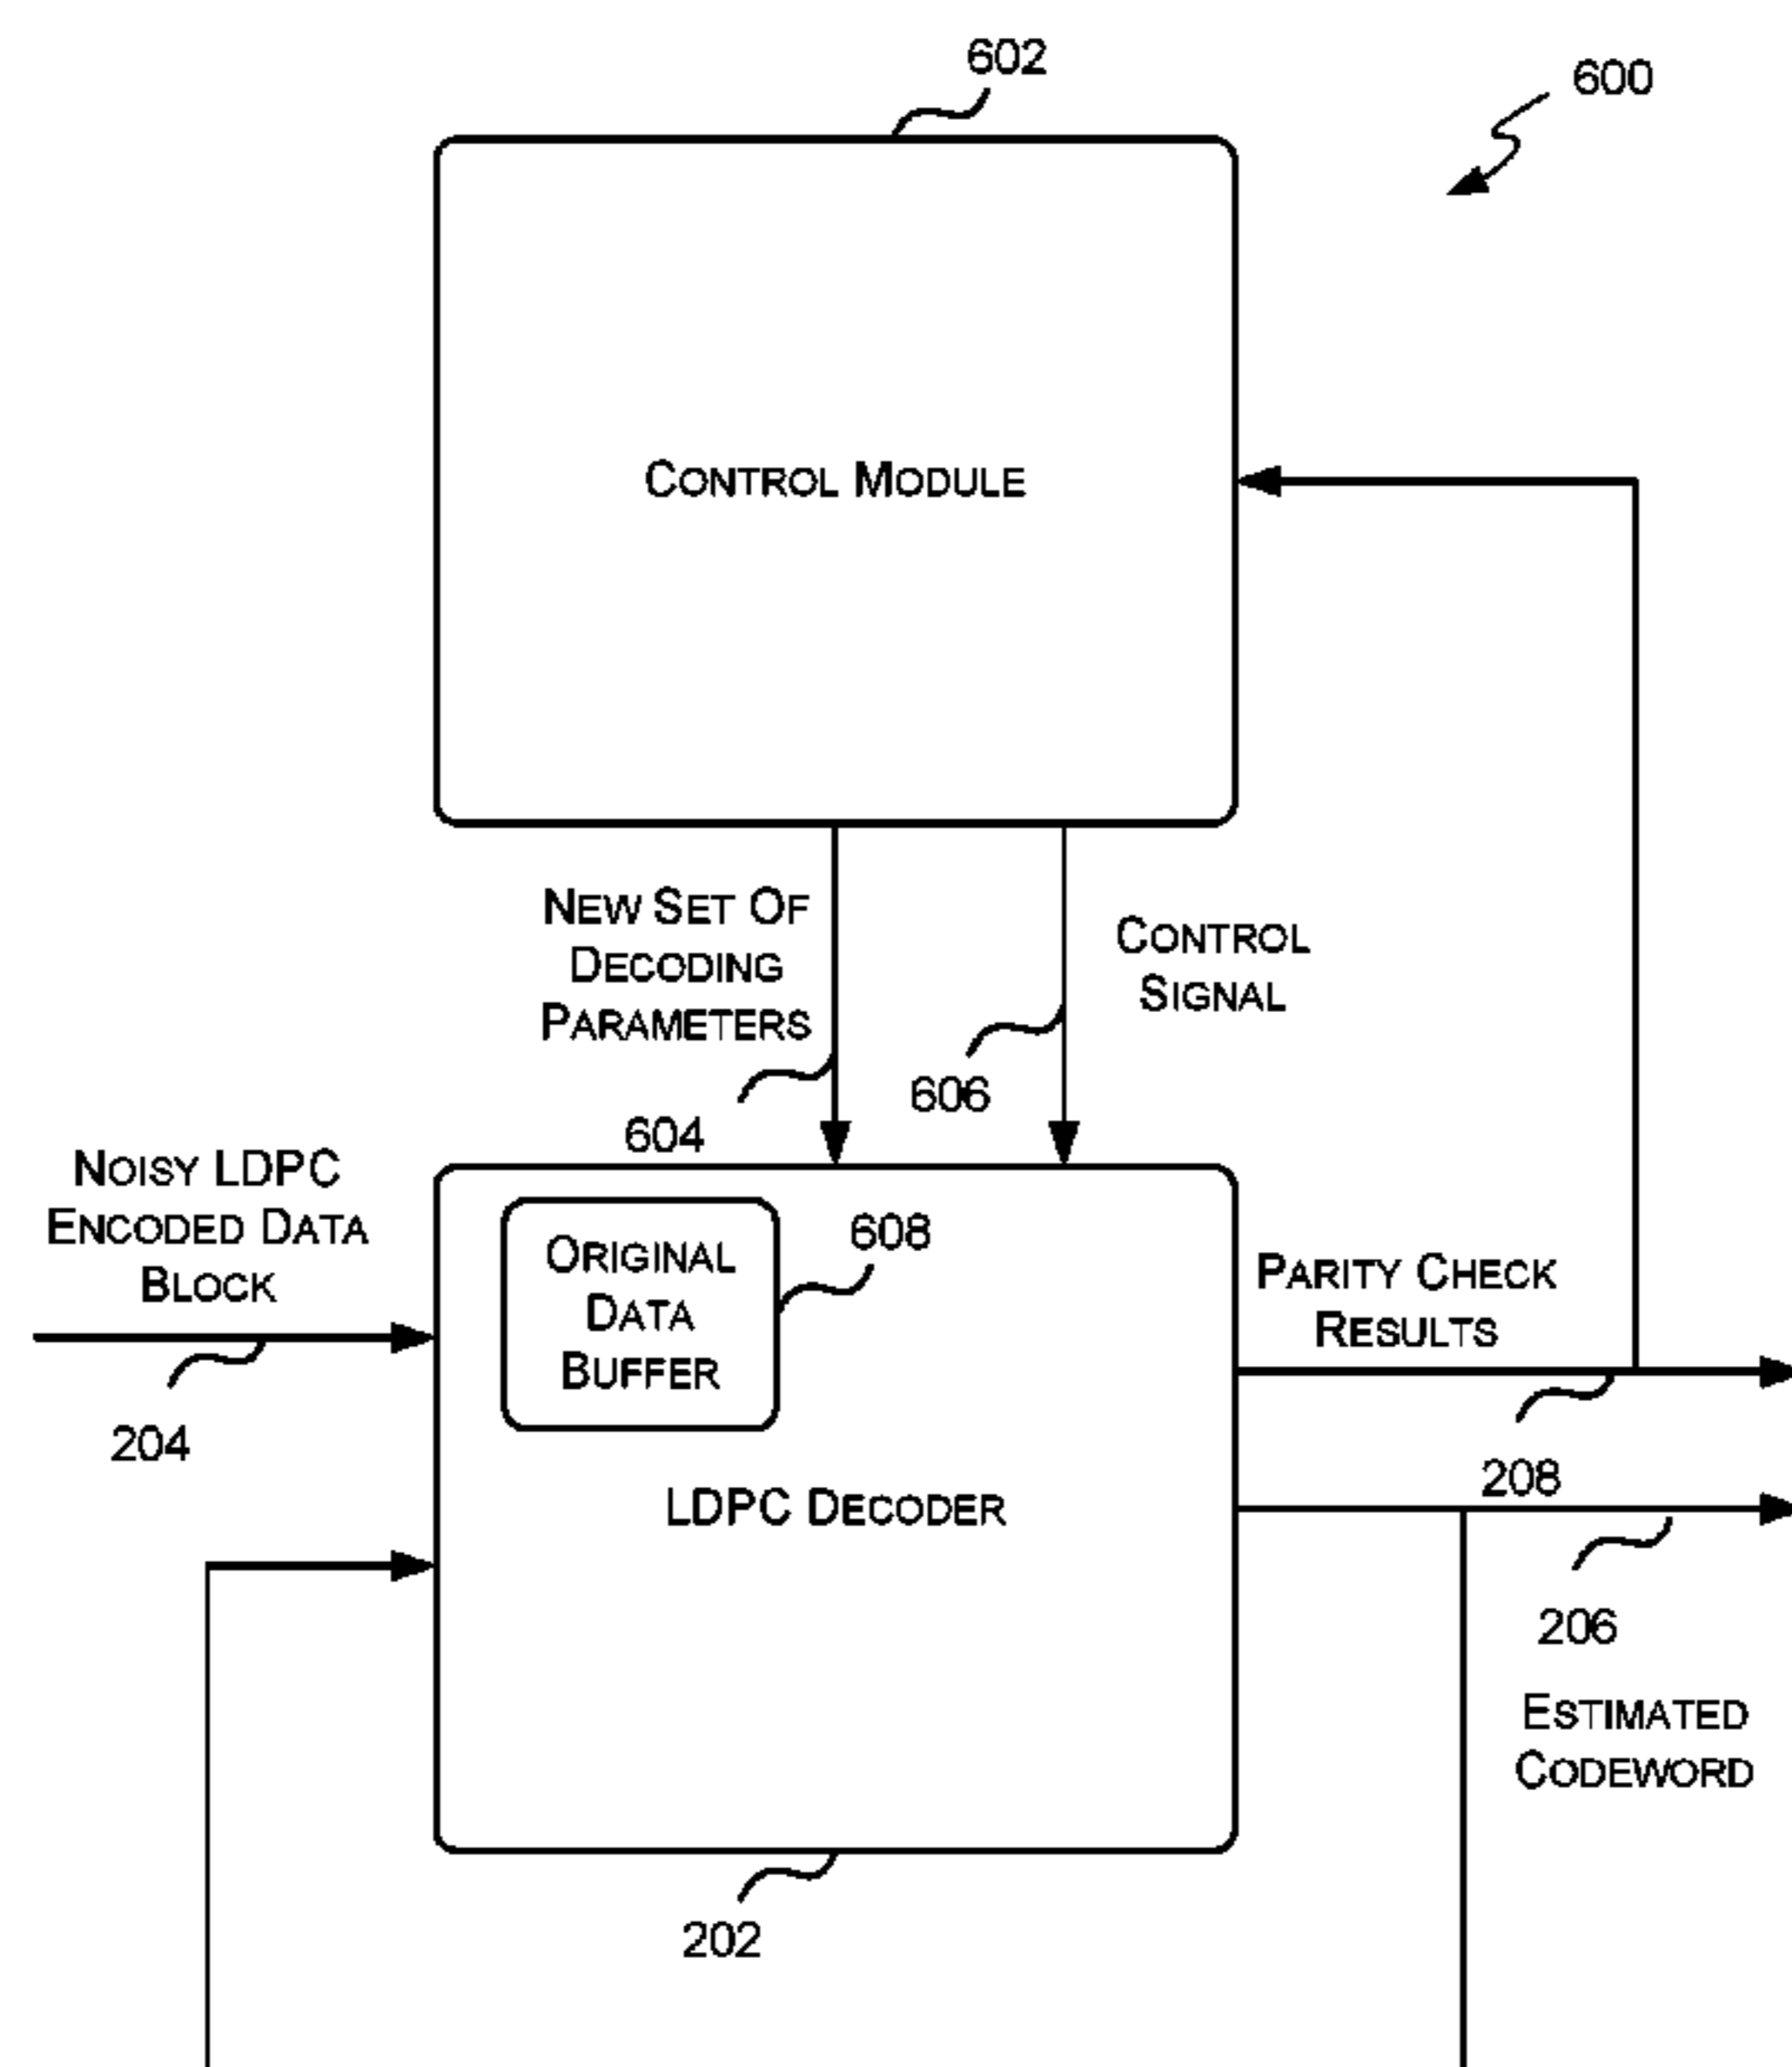 602
600
CONTROL MODULE
NEW SET OF
DECODING
PARAMETERS
CONTROL
SIGNAL
604
606
NOISY LDPC
ENCODED DATA
BLOCK
204
ORIGINAL
DATA
BUFFER
608
PARITY CHECK
RESULTS
208
LDPC DECODER
206
ESTIMATED
CODEWORD
202